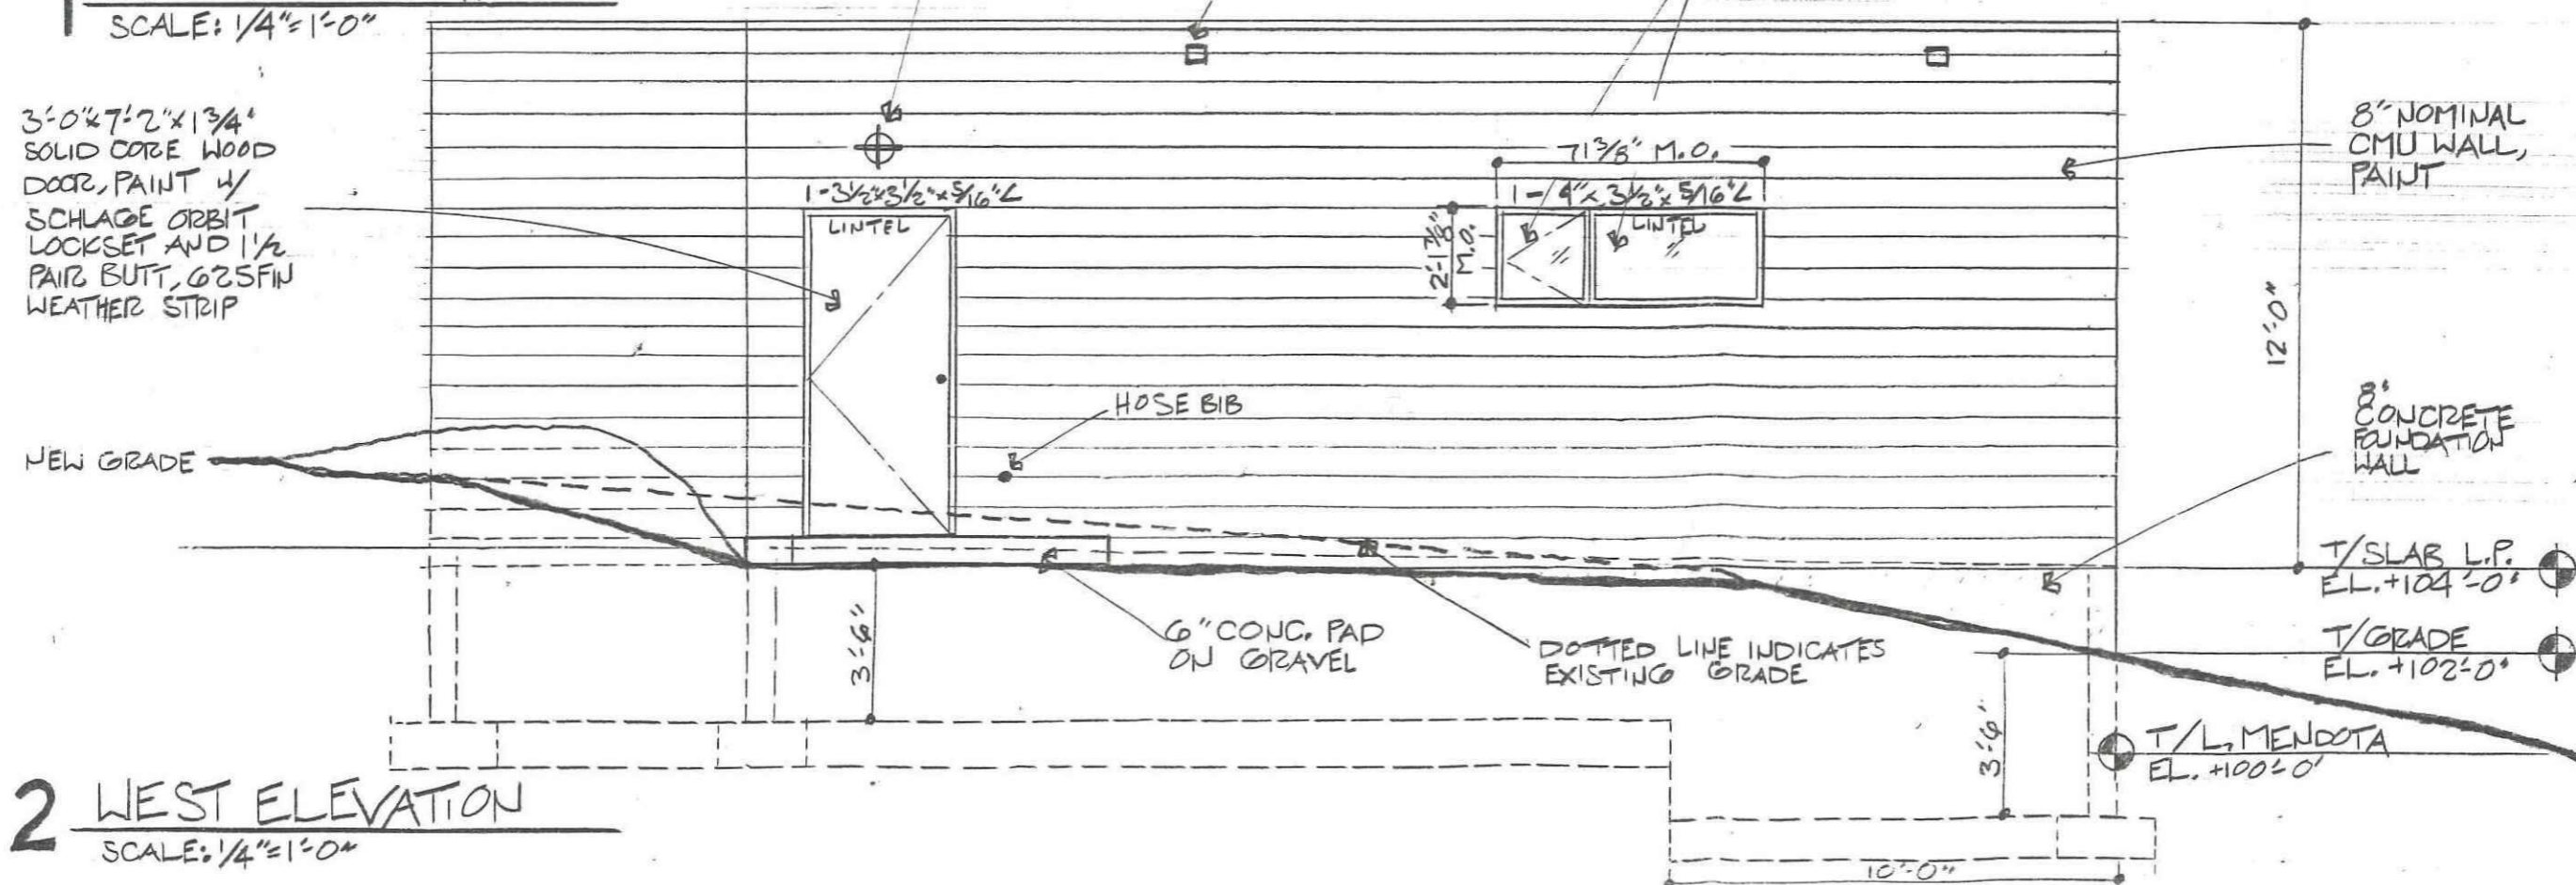 1
SCALE: 1/4"=1'-0"
3'-0"x7'-2"x1 3/4"
SOLID CORE WOOD
DOOR, PAINT W/
SCHLAGE ORBIT
LOCKSET AND 1 1/2
PAIR BUTT, 625FIN
WEATHER STRIP
1-3 1/2"x3 1/2"x5/16"L
LINTEL
71 3/8" M.O.
1-4"x3 1/2"x5/16"L
LINTEL
2'-1 7/8"
M.O.
8" NOMINAL
CMU WALL,
PAINT
12'-0"
HOSE BIB
NEW GRADE
8"
CONCRETE
FOUNDATION
WALL
T/SLAB L.P.
EL. +104'-0"
3'-6"
6" CONC. PAD
ON GRAVEL
DOTTED LINE INDICATES
EXISTING GRADE
T/GRADE
EL. +102'-0"
3'-6"
T/L. MENDOTA
EL. +100'-0"
10'-0"
2 WEST ELEVATION
SCALE: 1/4"=1'-0"